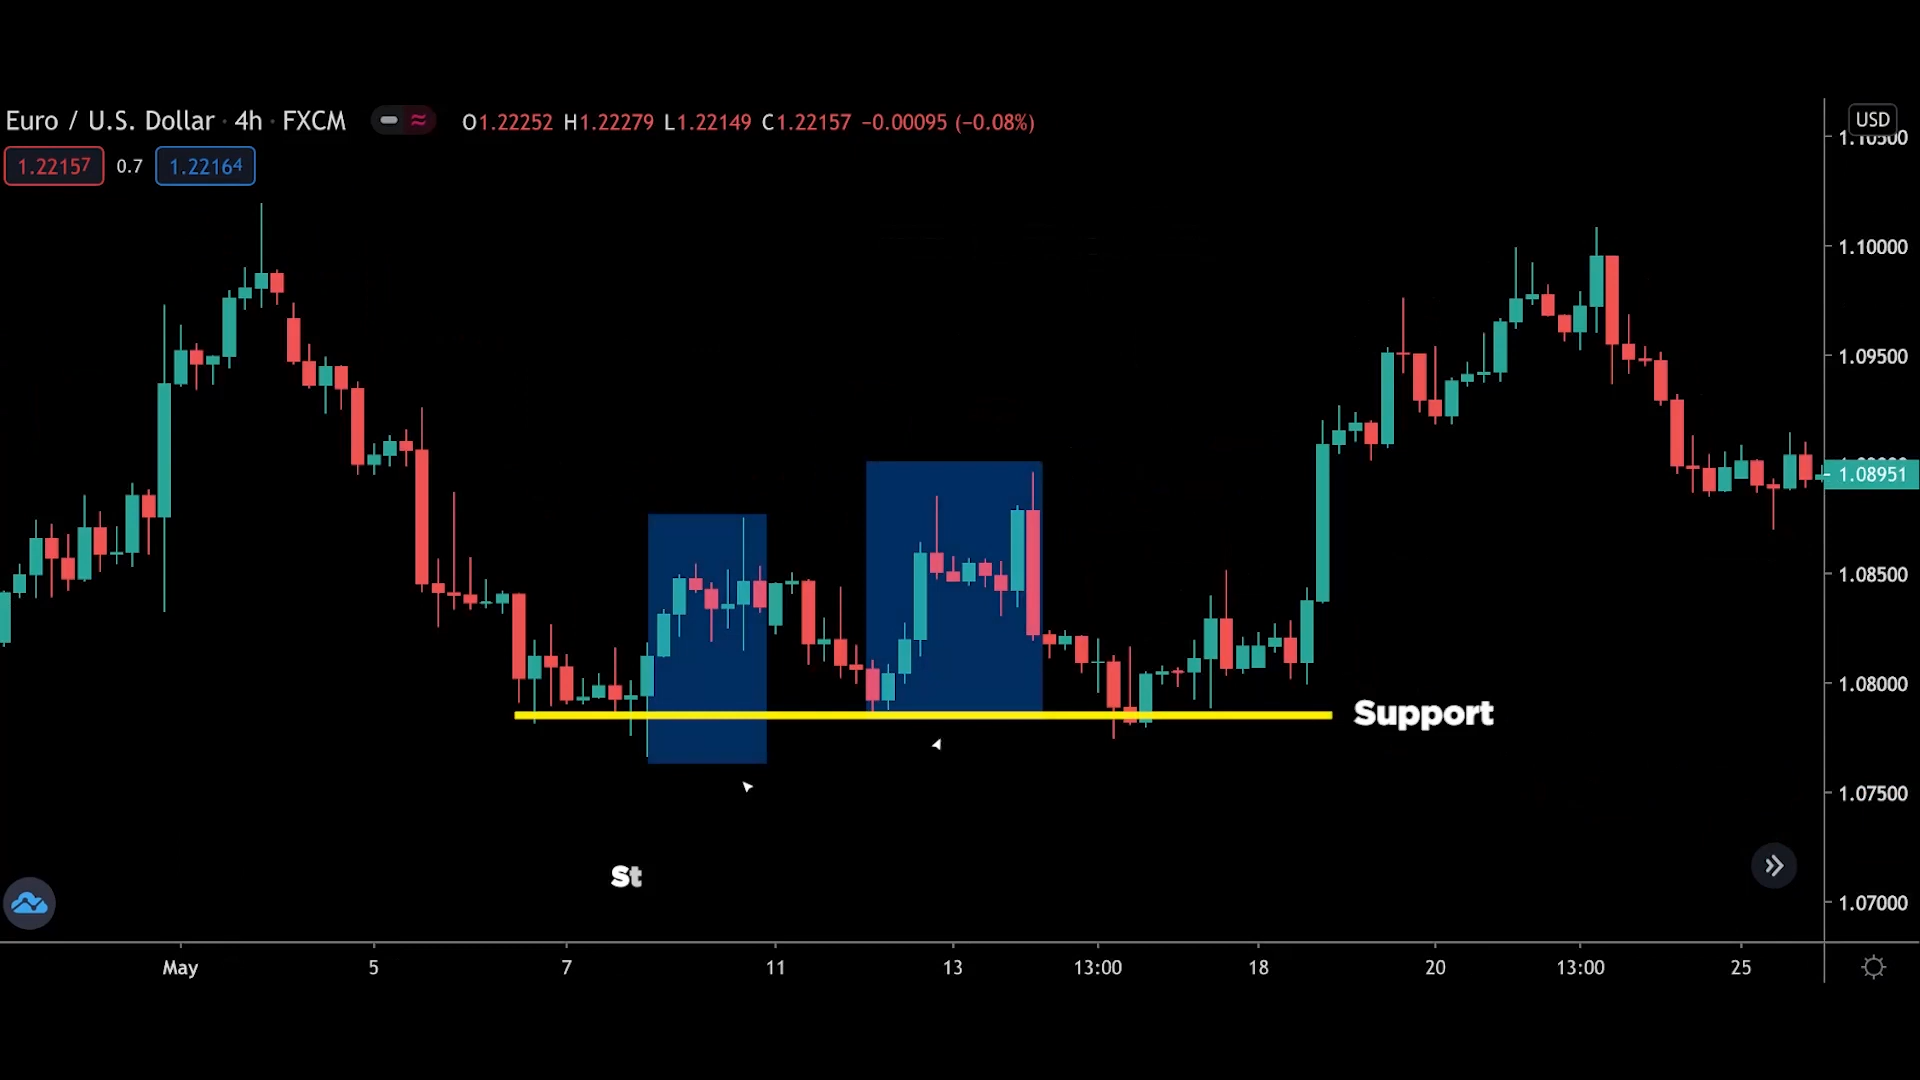 Euro / U.S. Dollar · 4h · FXCM
O1.22252 H1.22279 L1.22149 C1.22157 −0.00095 (−0.08%)
USD
1.10500
1.22157 0.7 1.22164
1.10000
1.09500
1.08951
1.08500
1.08000
Support
1.07500
St
1.07000
May 5 7 11 13 13:00 18 20 13:00 25